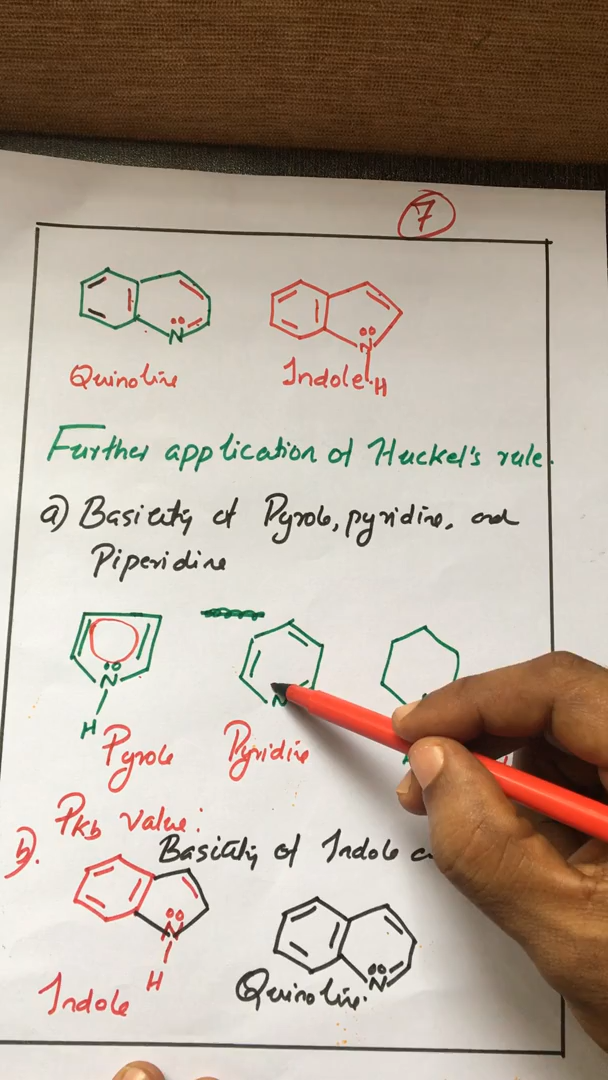 7
N
Quinoline
N
H
Indole
Further application of Huckel's rule.
a) Basicity of Pyrole, pyridine, and
Piperidine
N
H
Pyrole
N
Pyridine
Pkb value:
b). Basicity of Indole
N
H
Indole
N
Quinoline.